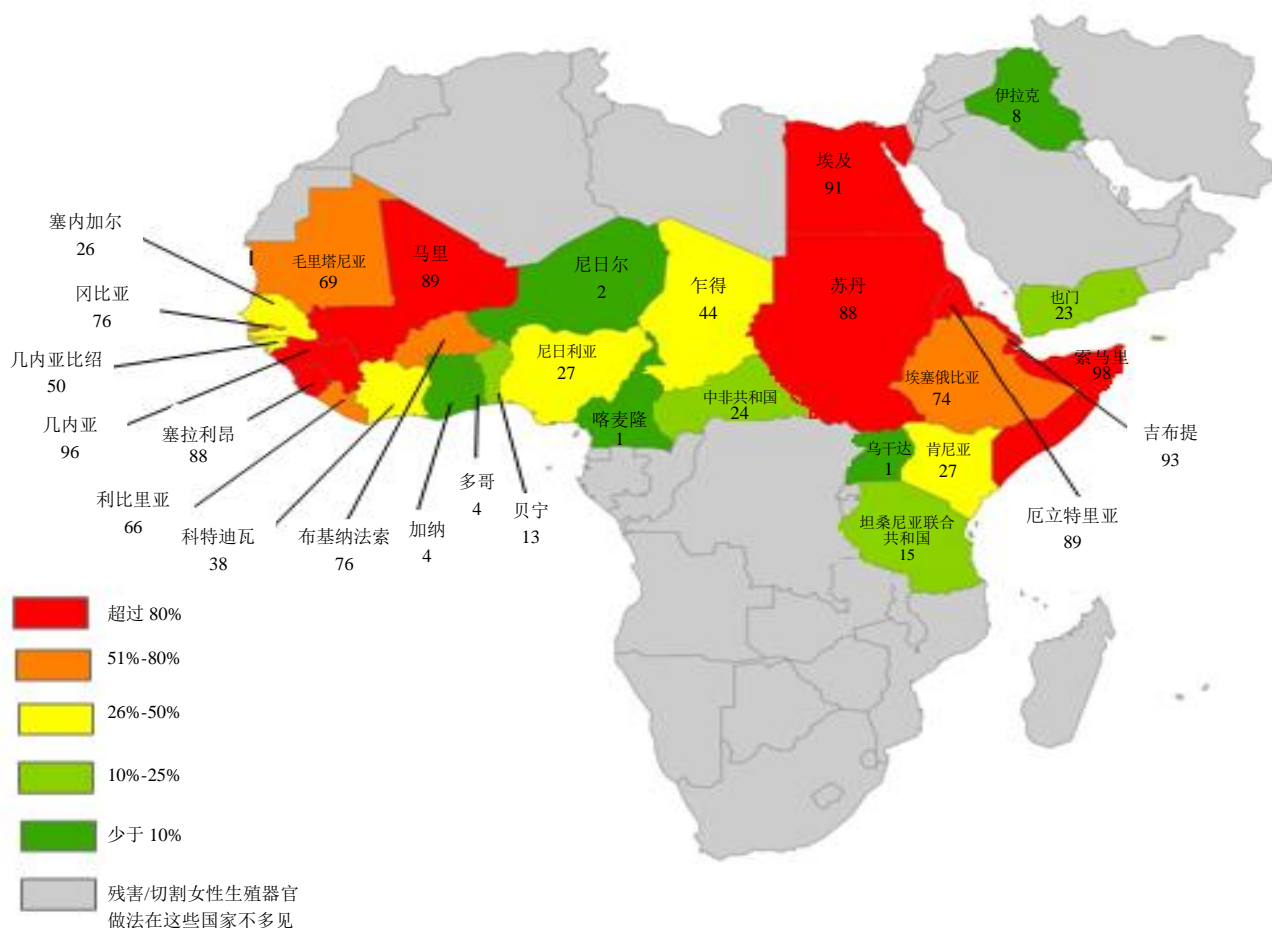 伊拉克
8
埃及
91
塞内加尔
26
毛里塔尼亚
69
马里
89
尼日尔
2
乍得
44
苏丹
88
也门
23
冈比亚
76
几内亚比绍
50
尼日利亚
27
埃塞俄比亚
74
索马里
98
中非共和国
24
喀麦隆
1
乌干达
1
肯尼亚
27
几内亚
96
塞拉利昂
88
吉布提
93
利比里亚
66
科特迪瓦
38
布基纳法索
76
加纳
4
多哥
4
贝宁
13
坦桑尼亚联合
共和国
15
厄立特里亚
89
超过 80%
51%-80%
26%-50%
10%-25%
少于 10%
残害/切割女性生殖器官
做法在这些国家不多见